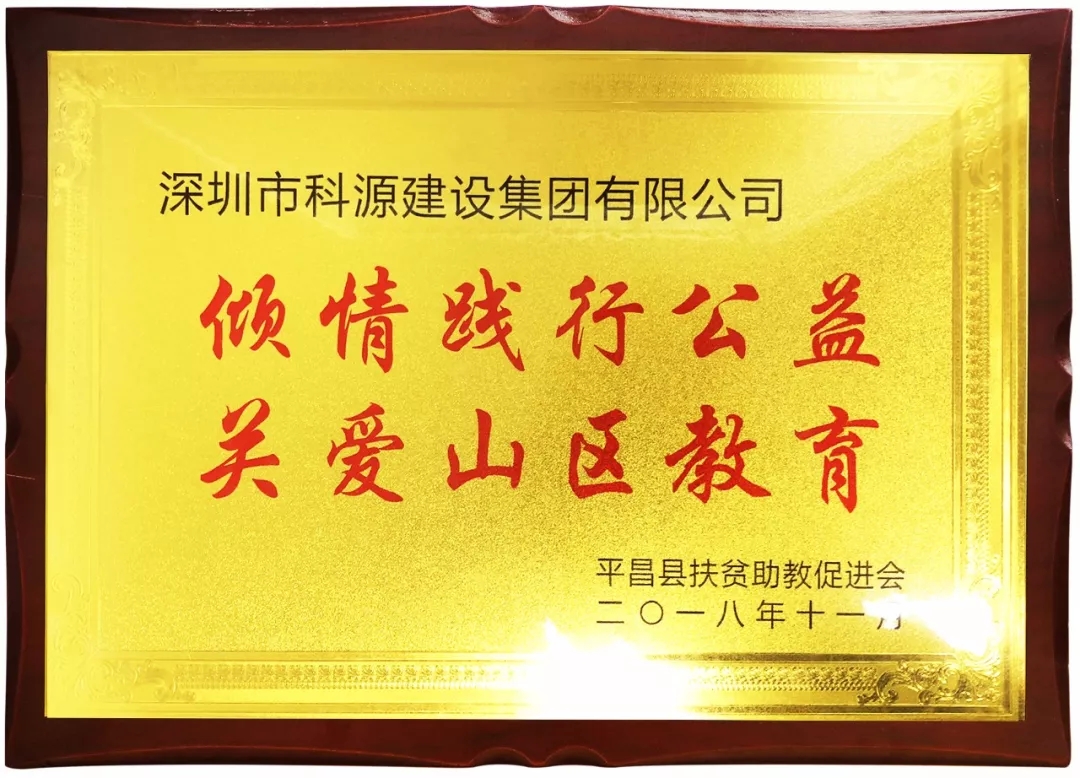 深圳市科源建设集团有限公司
倾情践行公益
关爱山区教育
平昌县扶贫助教促进会
二〇一八年十一月